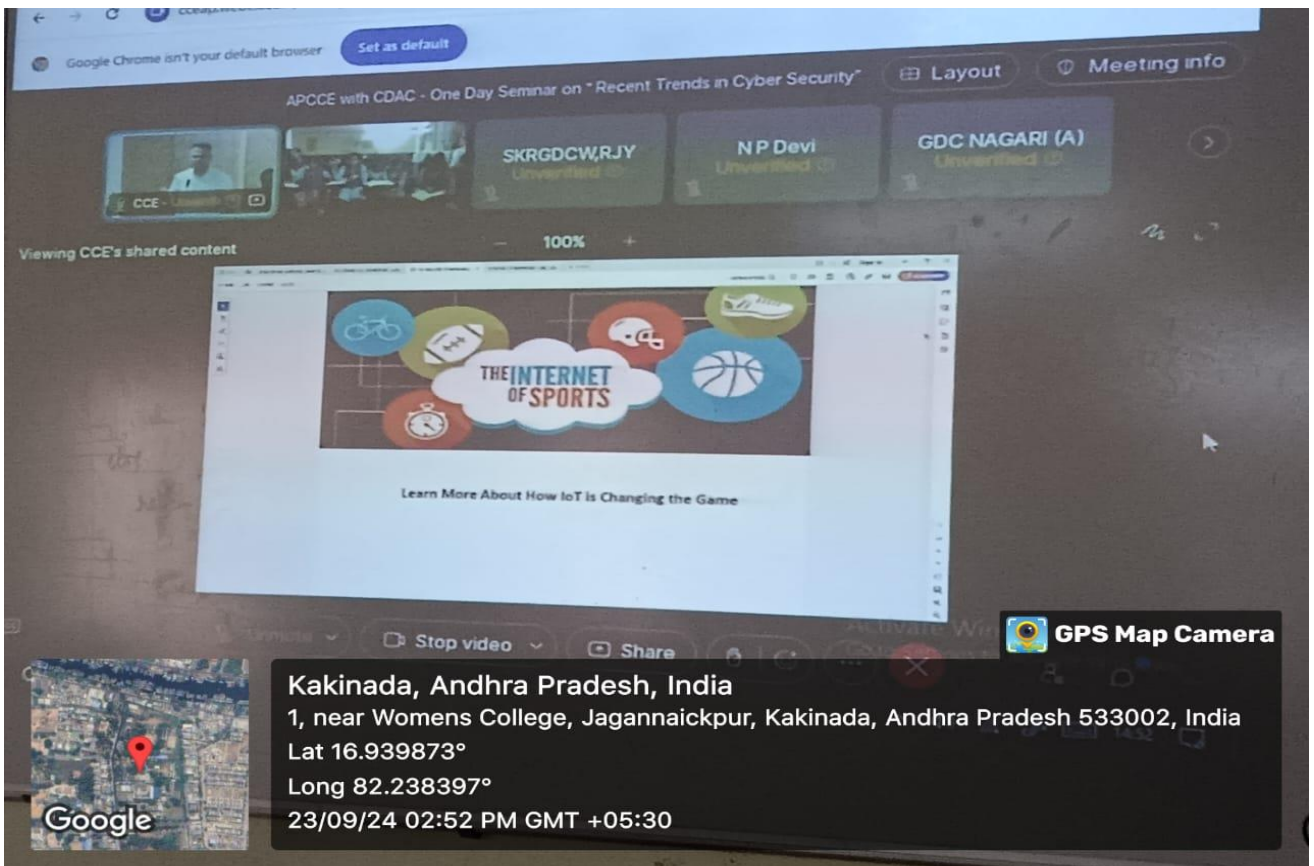 Google Chrome isn't your default browser
Set as default
APCCE with CDAC - One Day Seminar on "Recent Trends in Cyber Security"
Layout
Meeting info
CCE -
SKRGDCW,RJY
Unverified
N P Devi
Unverified
GDC NAGARI (A)
Unverified
Viewing CCE's shared content
100%
THE INTERNET
OF SPORTS
Learn More About How IoT is Changing the Game
Unmute
Stop video
Share
GPS Map Camera
Kakinada, Andhra Pradesh, India
1, near Womens College, Jagannaickpur, Kakinada, Andhra Pradesh 533002, India
Lat 16.939873°
Long 82.238397°
23/09/24 02:52 PM GMT +05:30
Google
14:52